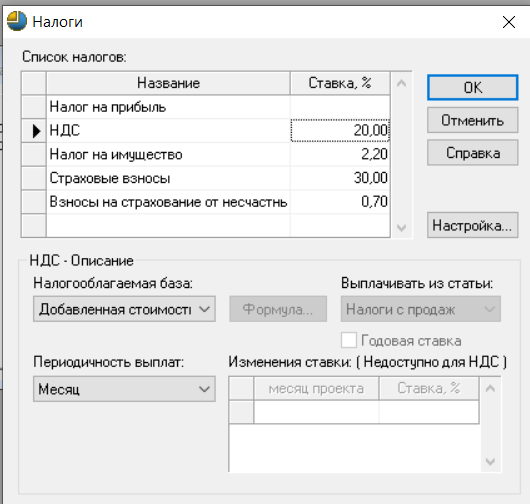 Налоги
Список налогов:
Название Ставка, %
Налог на прибыль
НДС 20,00
Налог на имущество 2,20
Страховые взносы 30,00
Взносы на страхование от несчастнь 0,70
ОК
Отменить
Справка
Настройка...
НДС - Описание
Налогооблагаемая база:
Добавленная стоимость
Формула...
Выплачивать из статьи:
Налоги с продаж
Годовая ставка
Периодичность выплат:
Месяц
Изменения ставки: ( Недоступно для НДС )
месяц проекта Ставка, %